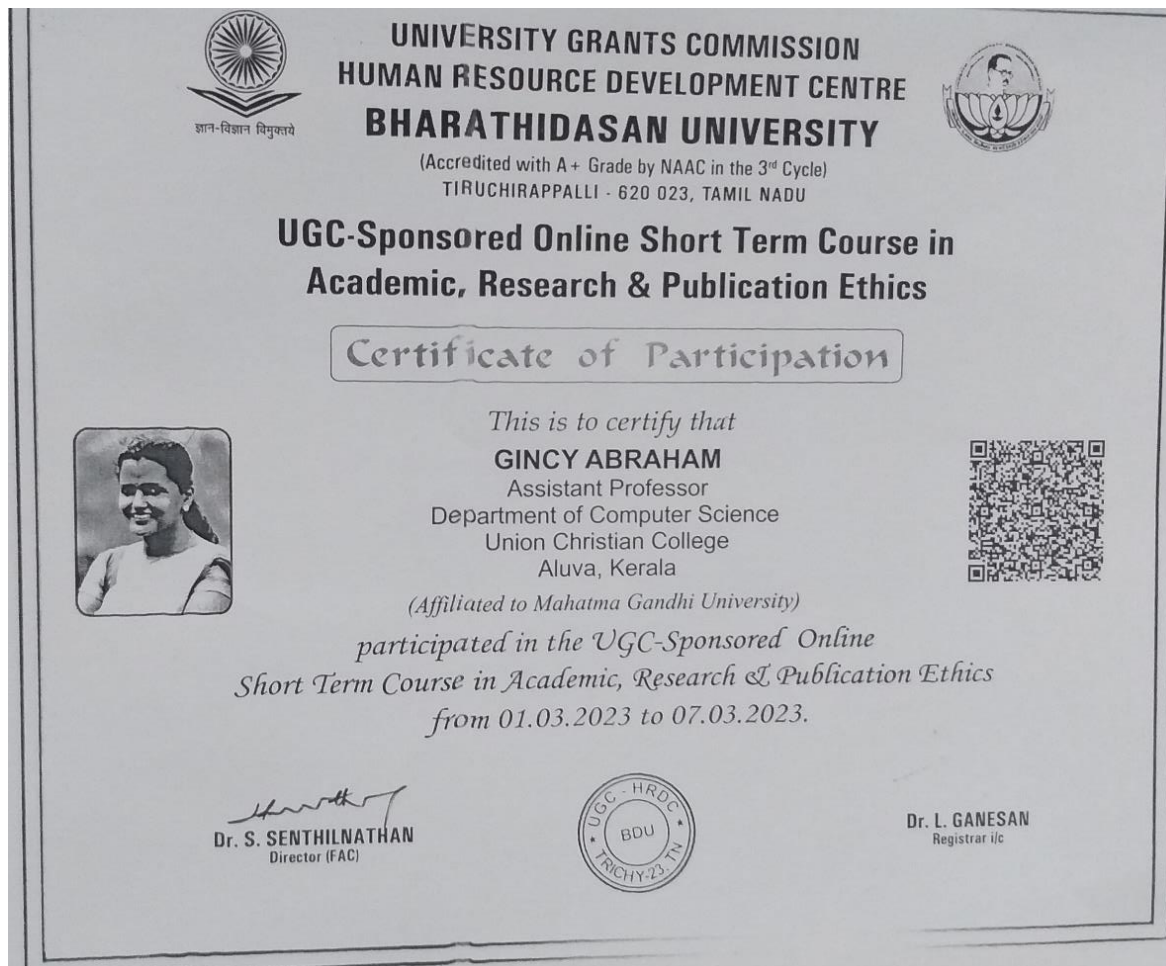 UNIVERSITY GRANTS COMMISSION
HUMAN RESOURCE DEVELOPMENT CENTRE
BHARATHIDASAN UNIVERSITY
(Accredited with A+ Grade by NAAC in the 3rd Cycle)
TIRUCHIRAPPALLI - 620 023, TAMIL NADU
ज्ञान-विज्ञान विमुक्तये
UGC-Sponsored Online Short Term Course in
Academic, Research & Publication Ethics
Certificate of Participation
This is to certify that
GINCY ABRAHAM
Assistant Professor
Department of Computer Science
Union Christian College
Aluva, Kerala
(Affiliated to Mahatma Gandhi University)
participated in the UGC-Sponsored Online
Short Term Course in Academic, Research & Publication Ethics
from 01.03.2023 to 07.03.2023.
Dr. S. SENTHILNATHAN
Director (FAC)
UGC - HRDC
BDU
TRICHY-23. TN
Dr. L. GANESAN
Registrar i/c